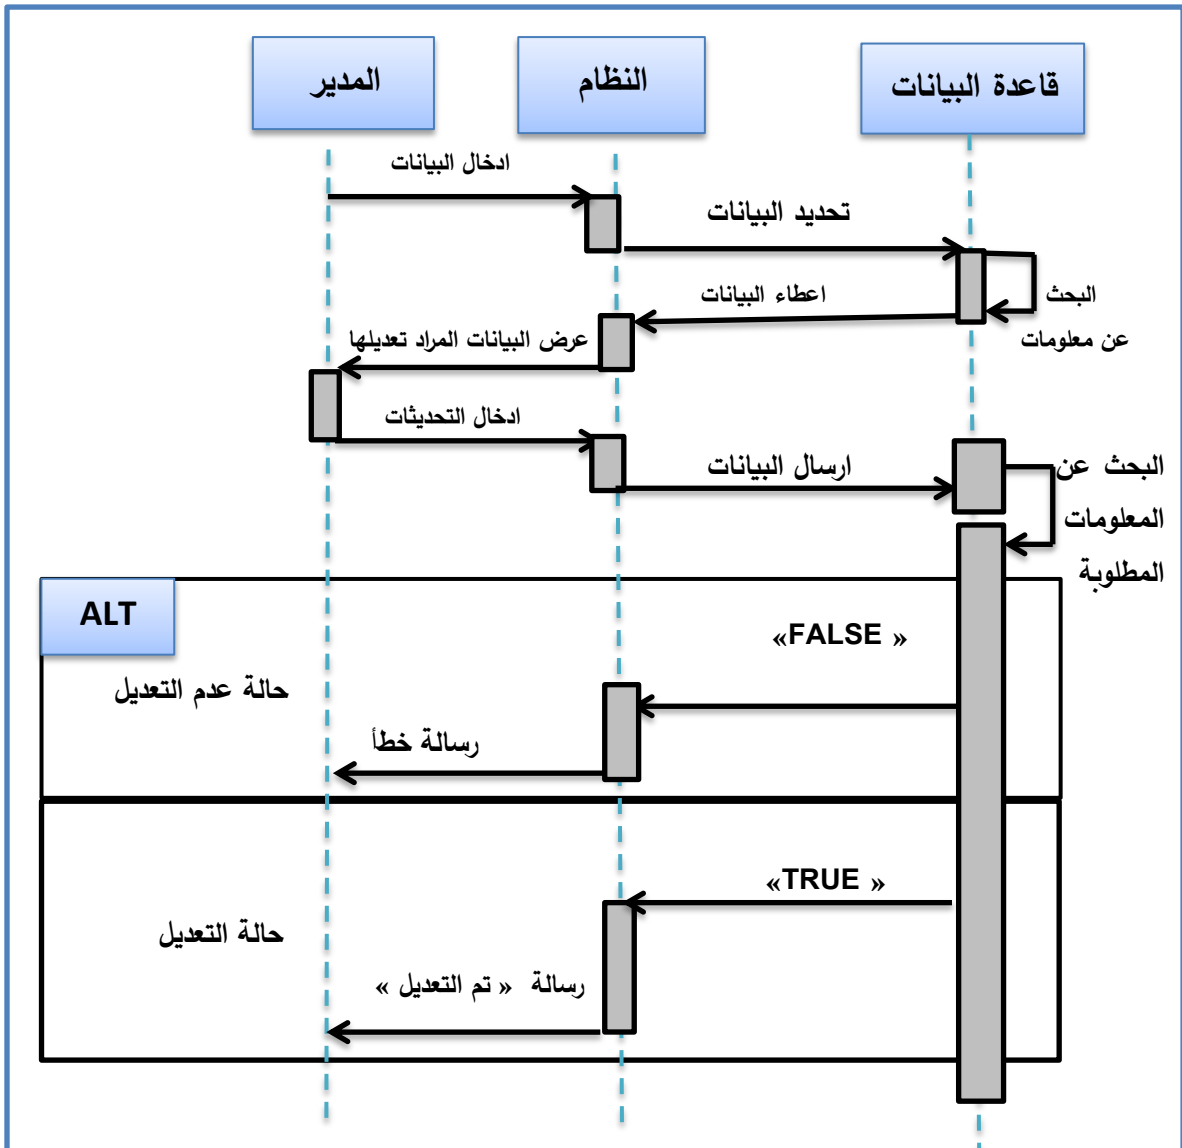 المدير
النظام
قاعدة البيانات
ادخال البيانات
تحديد البيانات
البحث
عن معلومات
اعطاء البيانات
عرض البيانات المراد تعديلها
ادخال التحديثات
ارسال البيانات
البحث عن
المعلومات
المطلوبة
ALT
«FALSE »
حالة عدم التعديل
رسالة خطأ
«TRUE »
حالة التعديل
رسالة « تم التعديل »